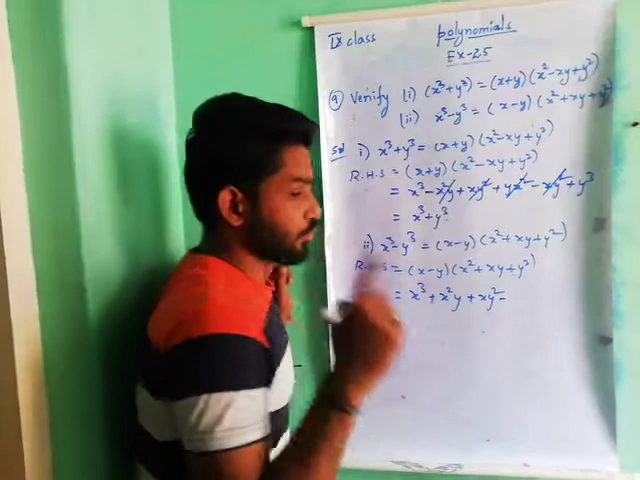 IX class
polynomials
Ex-2.5
9 Verify (i) (x³+y³) = (x+y)(x²-xy+y²)
(ii) x³-y³ = (x-y)(x²+xy+y²)
Sol i) x³+y³ = (x+y)(x²-xy+y²)
R.H.S = (x+y)(x²-xy+y²)
= x³-x²y+xy²+yx²-xy²+y³
= x³+y³
ii) x³-y³ = (x-y)(x²+xy+y²)
= (x-y)(x²+xy+y²)
= x³+x²y+xy²-